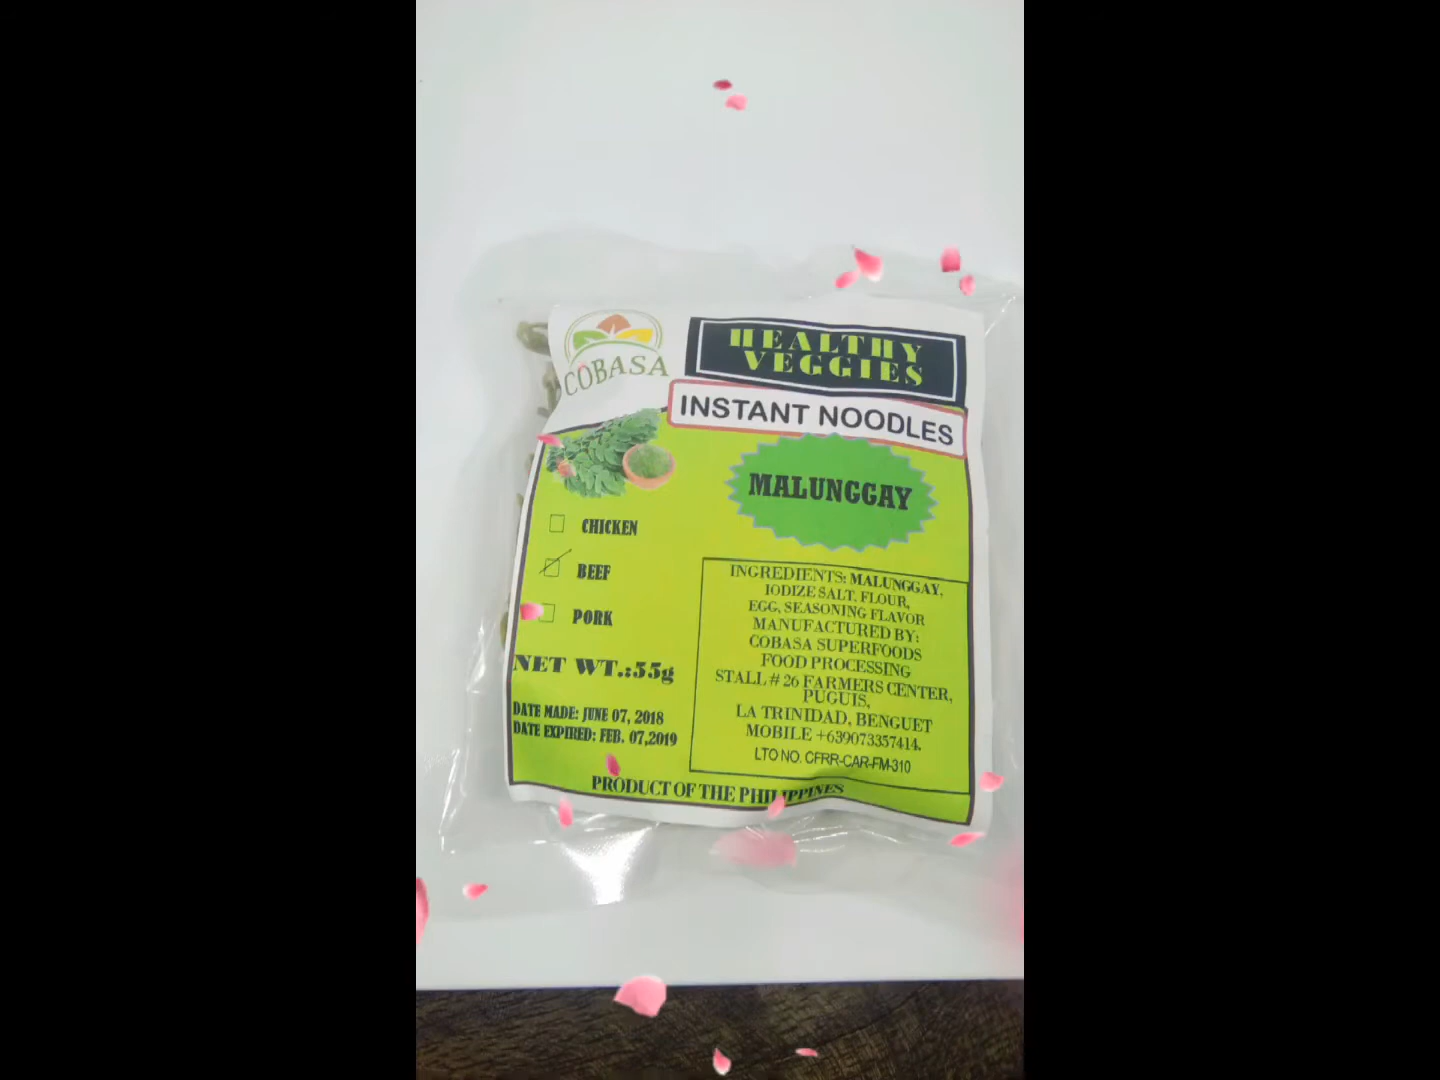 COBASA
HEALTHY
VEGGIES
INSTANT NOODLES
MALUNGGAY
CHICKEN
BEEF
PORK
NET WT.:55g
DATE MADE: JUNE 07, 2018
DATE EXPIRED: FEB. 07,2019
INGREDIENTS: MALUNGGAY,
IODIZE SALT, FLOUR,
EGG, SEASONING FLAVOR
MANUFACTURED BY:
COBASA SUPERFOODS
FOOD PROCESSING
STALL # 26 FARMERS CENTER,
PUGUIS,
LA TRINIDAD, BENGUET
MOBILE +639073357414.
LTO NO. CFRR-CAR-FM-310
PRODUCT OF THE PHILIPPINES